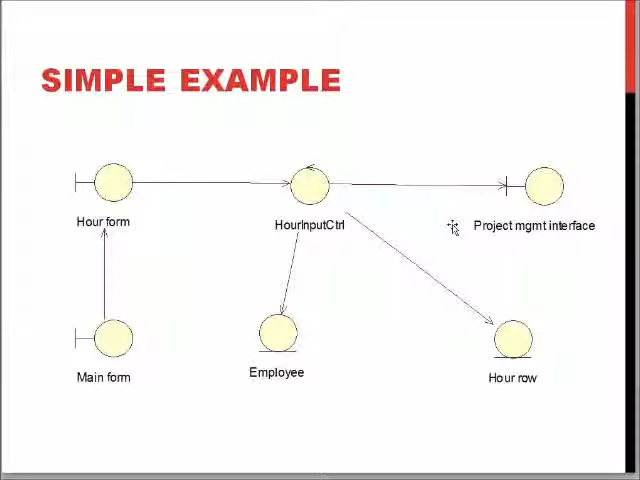 SIMPLE EXAMPLE
Hour form
HourInputCtrl
Project mgmt interface
Main form
Employee
Hour row